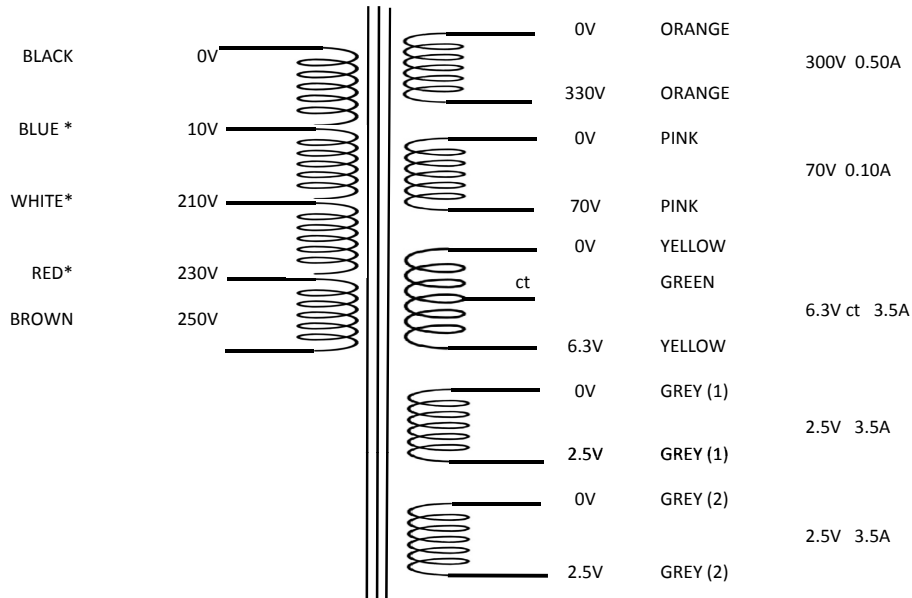 BLACK 0V
BLUE * 10V
WHITE* 210V
RED* 230V
BROWN 250V
0V ORANGE
300V 0.50A
330V ORANGE
0V PINK
70V 0.10A
70V PINK
0V YELLOW
ct GREEN
6.3V ct 3.5A
6.3V YELLOW
0V GREY (1)
2.5V 3.5A
2.5V GREY (1)
0V GREY (2)
2.5V 3.5A
2.5V GREY (2)